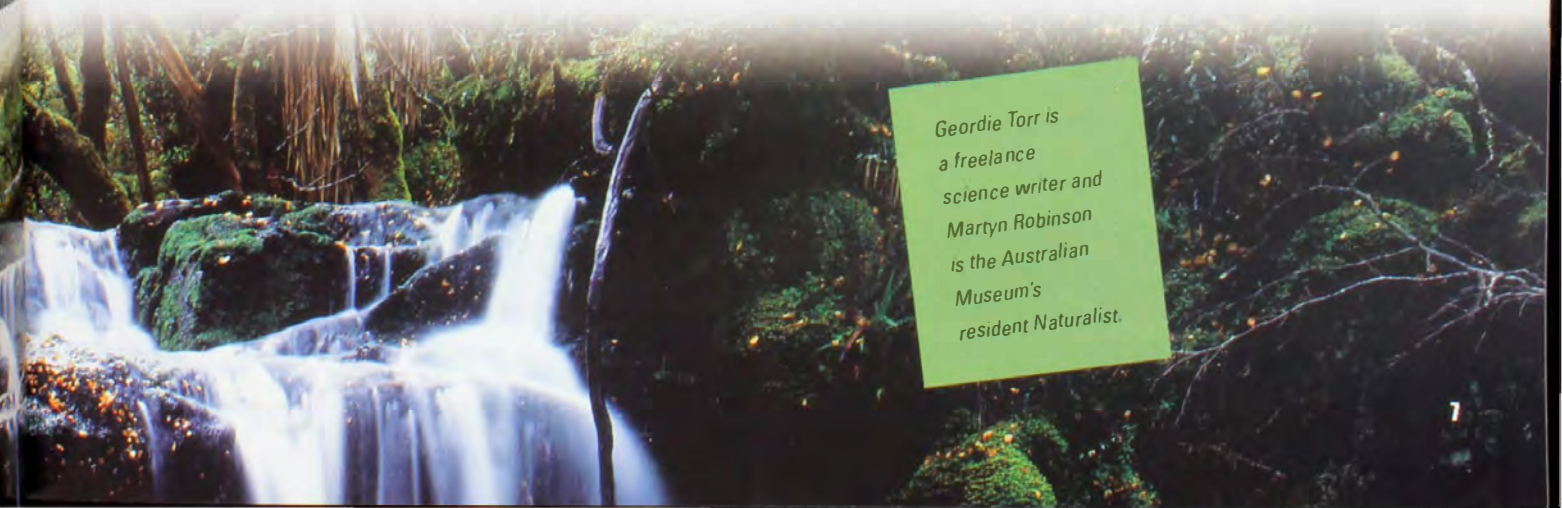 Geordie Torr is
a freelance
science writer and
Martyn Robinson
is the Australian
Museum's
resident Naturalist.
7